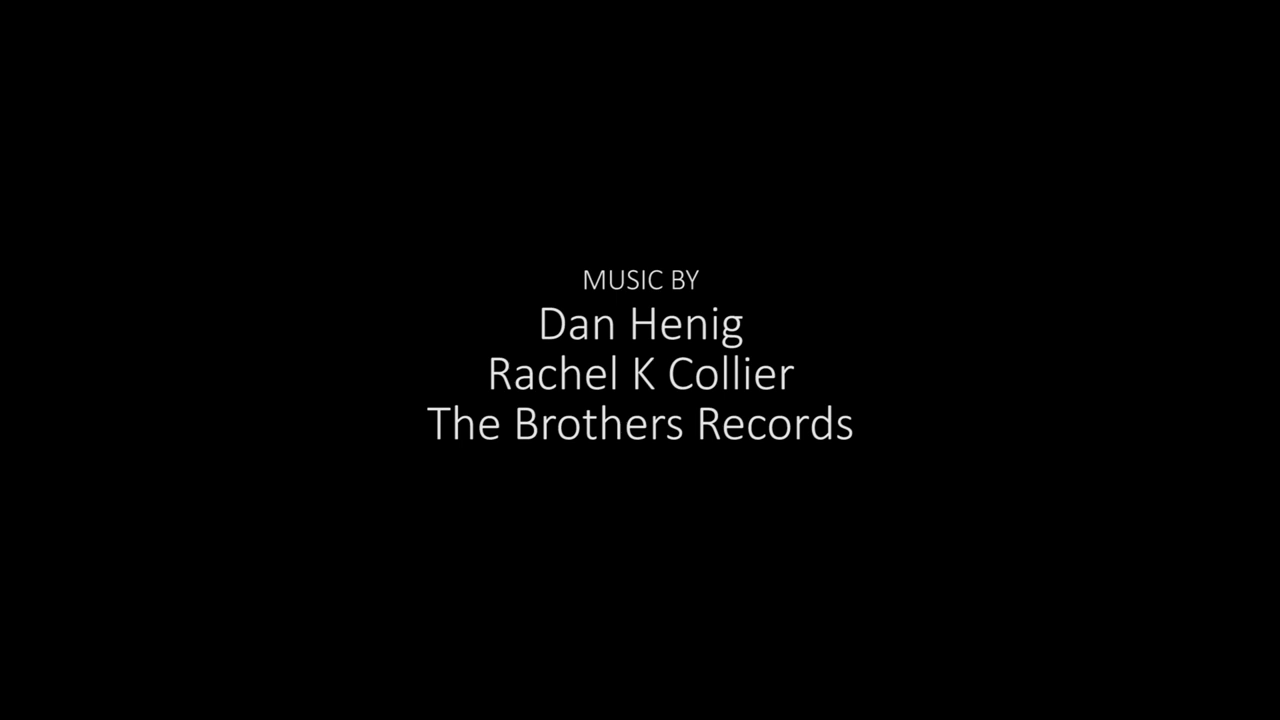 MUSIC BY
Dan Henig
Rachel K Collier
The Brothers Records